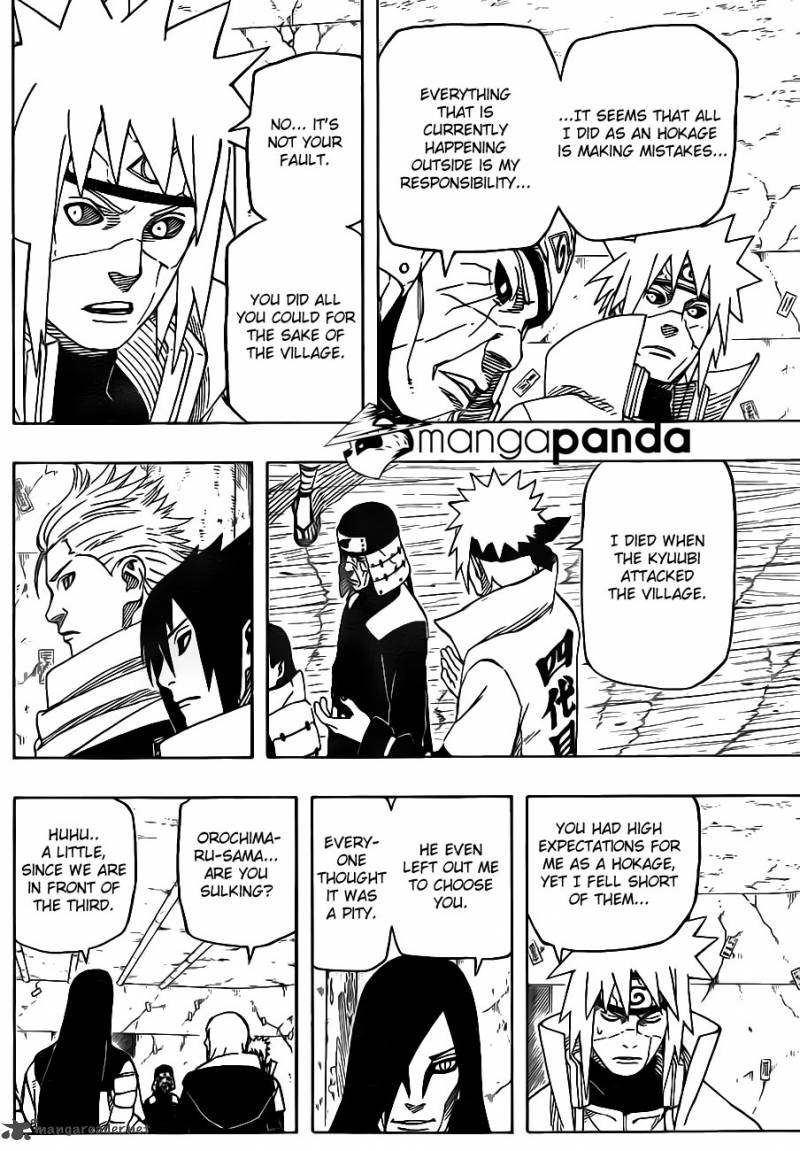 ...IT SEEMS THAT ALL
I DID AS AN HOKAGE
IS MAKING MISTAKES...
EVERYTHING
THAT IS
CURRENTLY
HAPPENING
OUTSIDE IS MY
RESPONSIBILITY...
NO... IT'S
NOT YOUR
FAULT.
YOU DID ALL
YOU COULD FOR
THE SAKE OF
THE VILLAGE.
mangapanda
I DIED WHEN
THE KYUUBI
ATTACKED
THE VILLAGE.
四代目
YOU HAD HIGH
EXPECTATIONS FOR
ME AS A HOKAGE,
YET I FELL SHORT
OF THEM...
HE EVEN
LEFT OUT ME
TO CHOOSE
YOU.
EVERY-
ONE
THOUGHT
IT WAS
A PITY.
OROCHIMA-
RU-SAMA...
ARE YOU
SULKING?
HUHU..
A LITTLE,
SINCE WE ARE
IN FRONT OF
THE THIRD.
mangareader.net